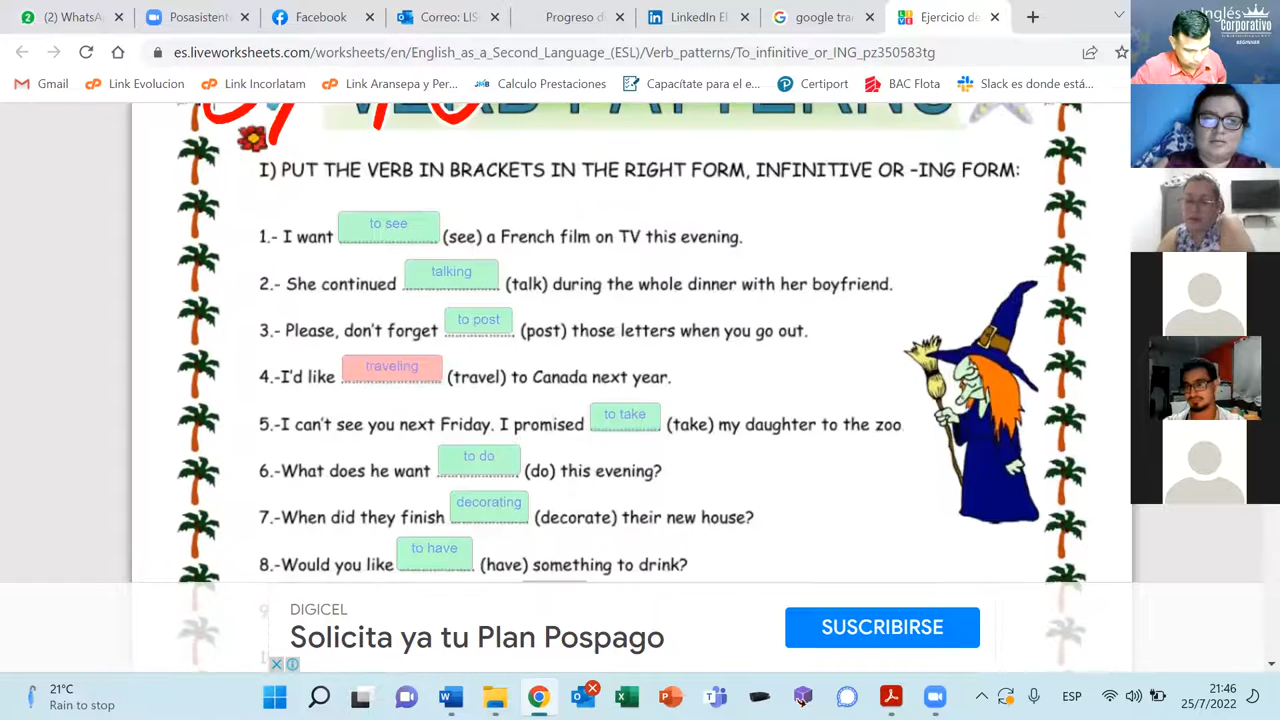 (2) WhatsA
Posasistent
Facebook
Correo: LIS
Progreso d
LinkedIn El
google tra
Ejercicio de
es.liveworksheets.com/worksheets/en/English_as_a_Second_Language_(ESL)/Verb_patterns/To_infinitive_or_-ING_pz350583tg
Gmail
Link Evolucion
Link Incorlatam
Link Aransepa y Per...
Calculo Prestaciones
Capacítate para el e...
Certiport
BAC Flota
Slack es donde está...
Inglés
Corporativo
BEGINNER
VERB PATTERNS
I) PUT THE VERB IN BRACKETS IN THE RIGHT FORM, INFINITIVE OR -ING FORM:
1.- I want to see (see) a French film on TV this evening.
2.- She continued talking (talk) during the whole dinner with her boyfriend.
3.- Please, don't forget to post (post) those letters when you go out.
4.-I'd like traveling (travel) to Canada next year.
5.-I can't see you next Friday. I promised to take (take) my daughter to the zoo.
6.-What does he want to do (do) this evening?
7.-When did they finish decorating (decorate) their new house?
8.-Would you like to have (have) something to drink?
DIGICEL
Solicita ya tu Plan Pospago
SUSCRIBIRSE
21°C
Rain to stop
ESP
21:46
25/7/2022